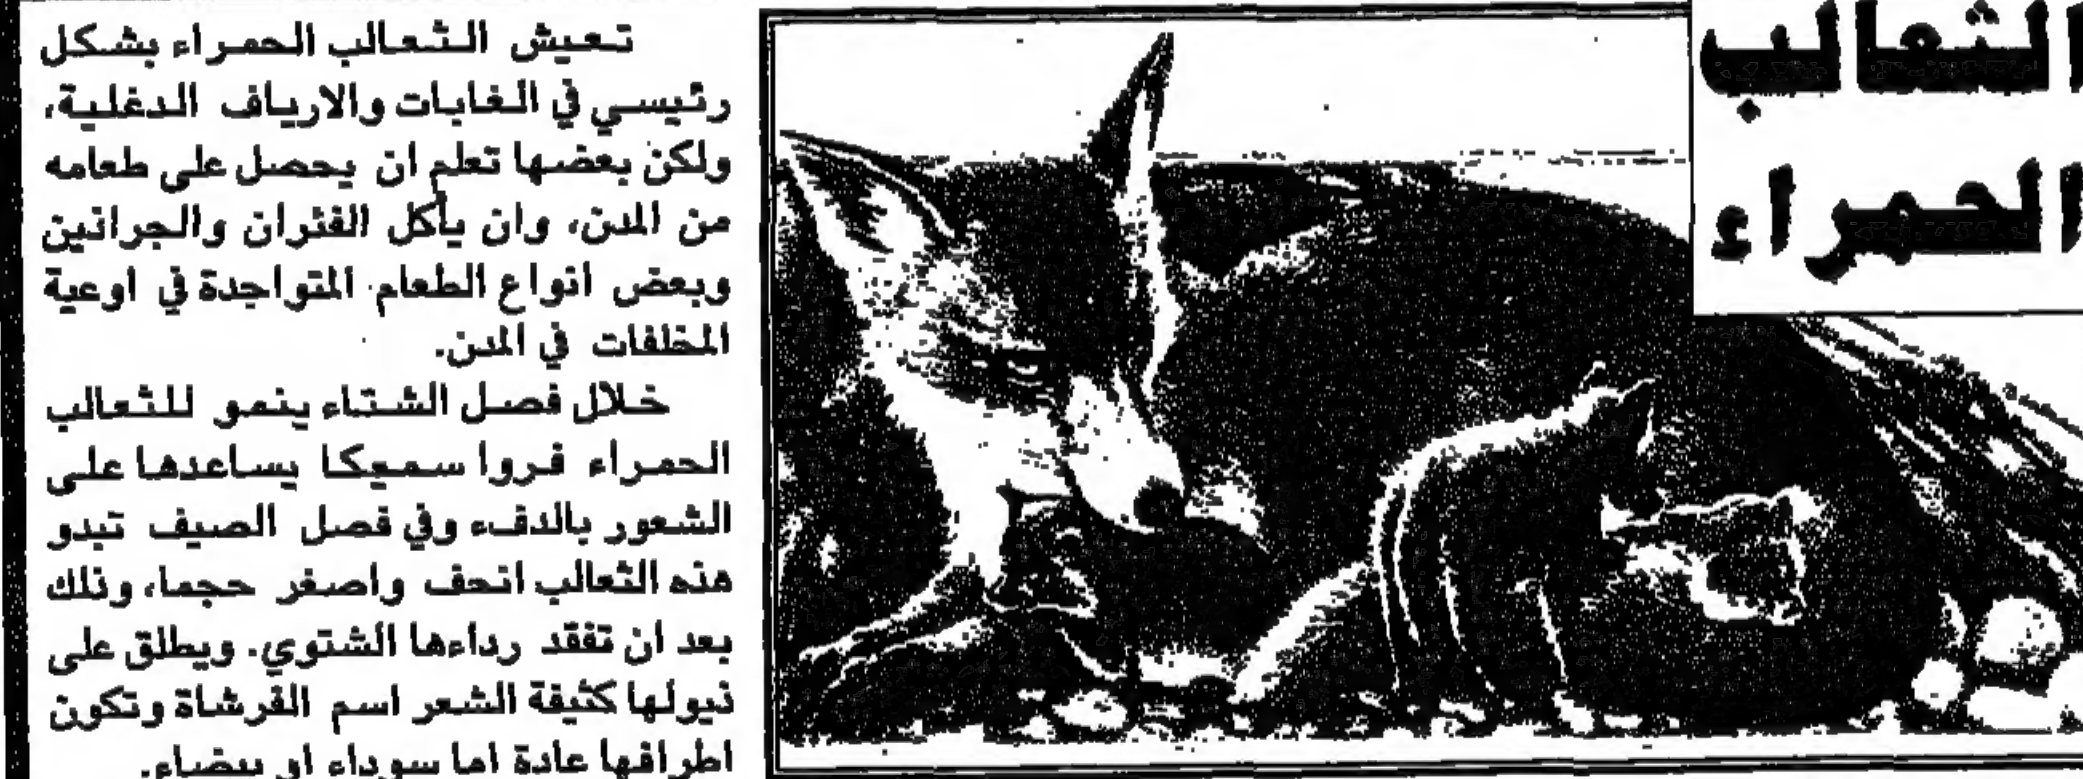 الثعالب
الحمراء
تعيش الثعالب الحمراء بشكل
رئيسي في الغابات والارياف الدغلية،
ولكن بعضها تعلم ان يحصل على طعامه
من المدن، وان يأكل الفئران والجراذين
وبعض انواع الطعام المتواجدة في اوعية
المخلفات في المدن.
خلال فصل الشتاء ينمو للثعالب
الحمراء فروا سميكا يساعدها على
الشعور بالدفء وفي فصل الصيف تبدو
هذه الثعالب انحف واصغر حجما، وذلك
بعد ان تفقد رداءها الشتوي. ويطلق على
ذيولها كثيفة الشعر اسم الفرشاة وتكون
اطرافها عادة اما سوداء او بيضاء.